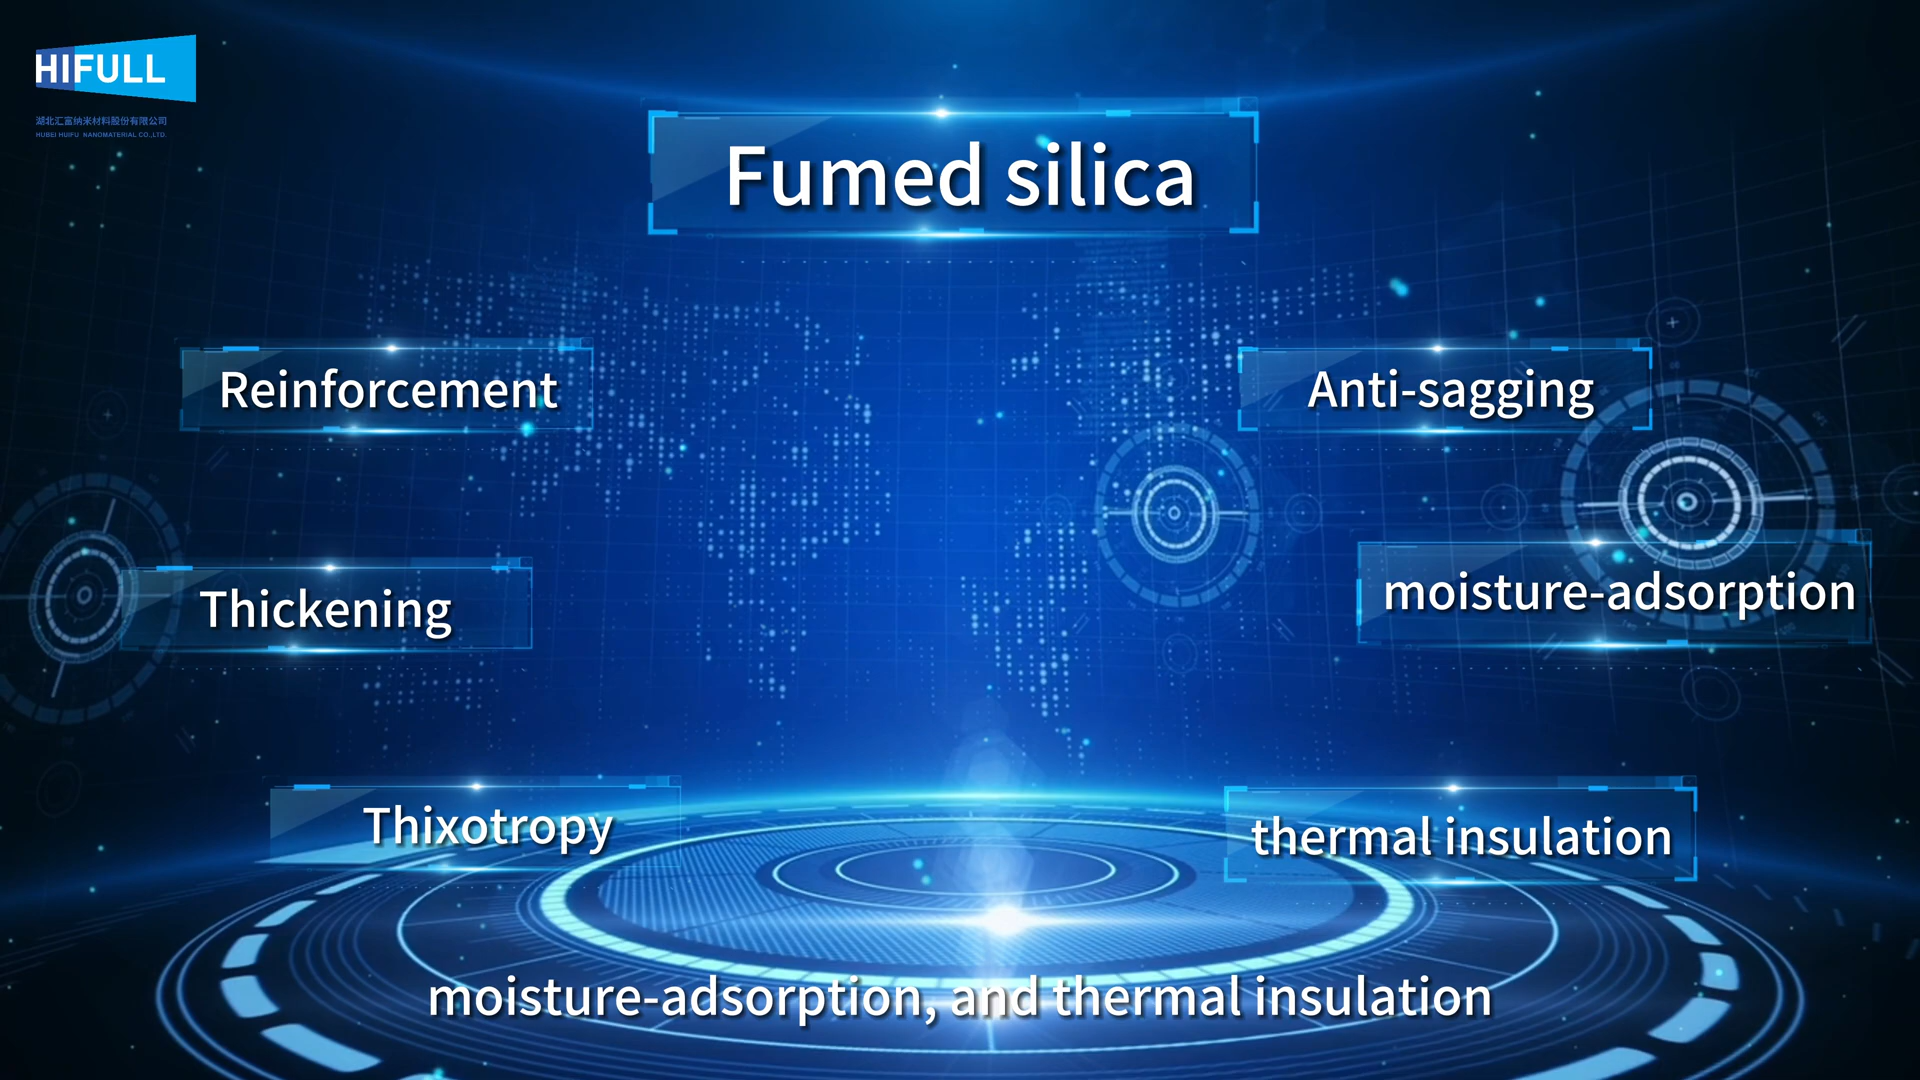 HIFULL
湖北汇富纳米材料股份有限公司
HUBEI HUIFU NANOMATERIAL CO.,LTD.
Fumed silica
Reinforcement
Anti-sagging
Thickening
moisture-adsorption
Thixotropy
thermal insulation
moisture-adsorption, and thermal insulation